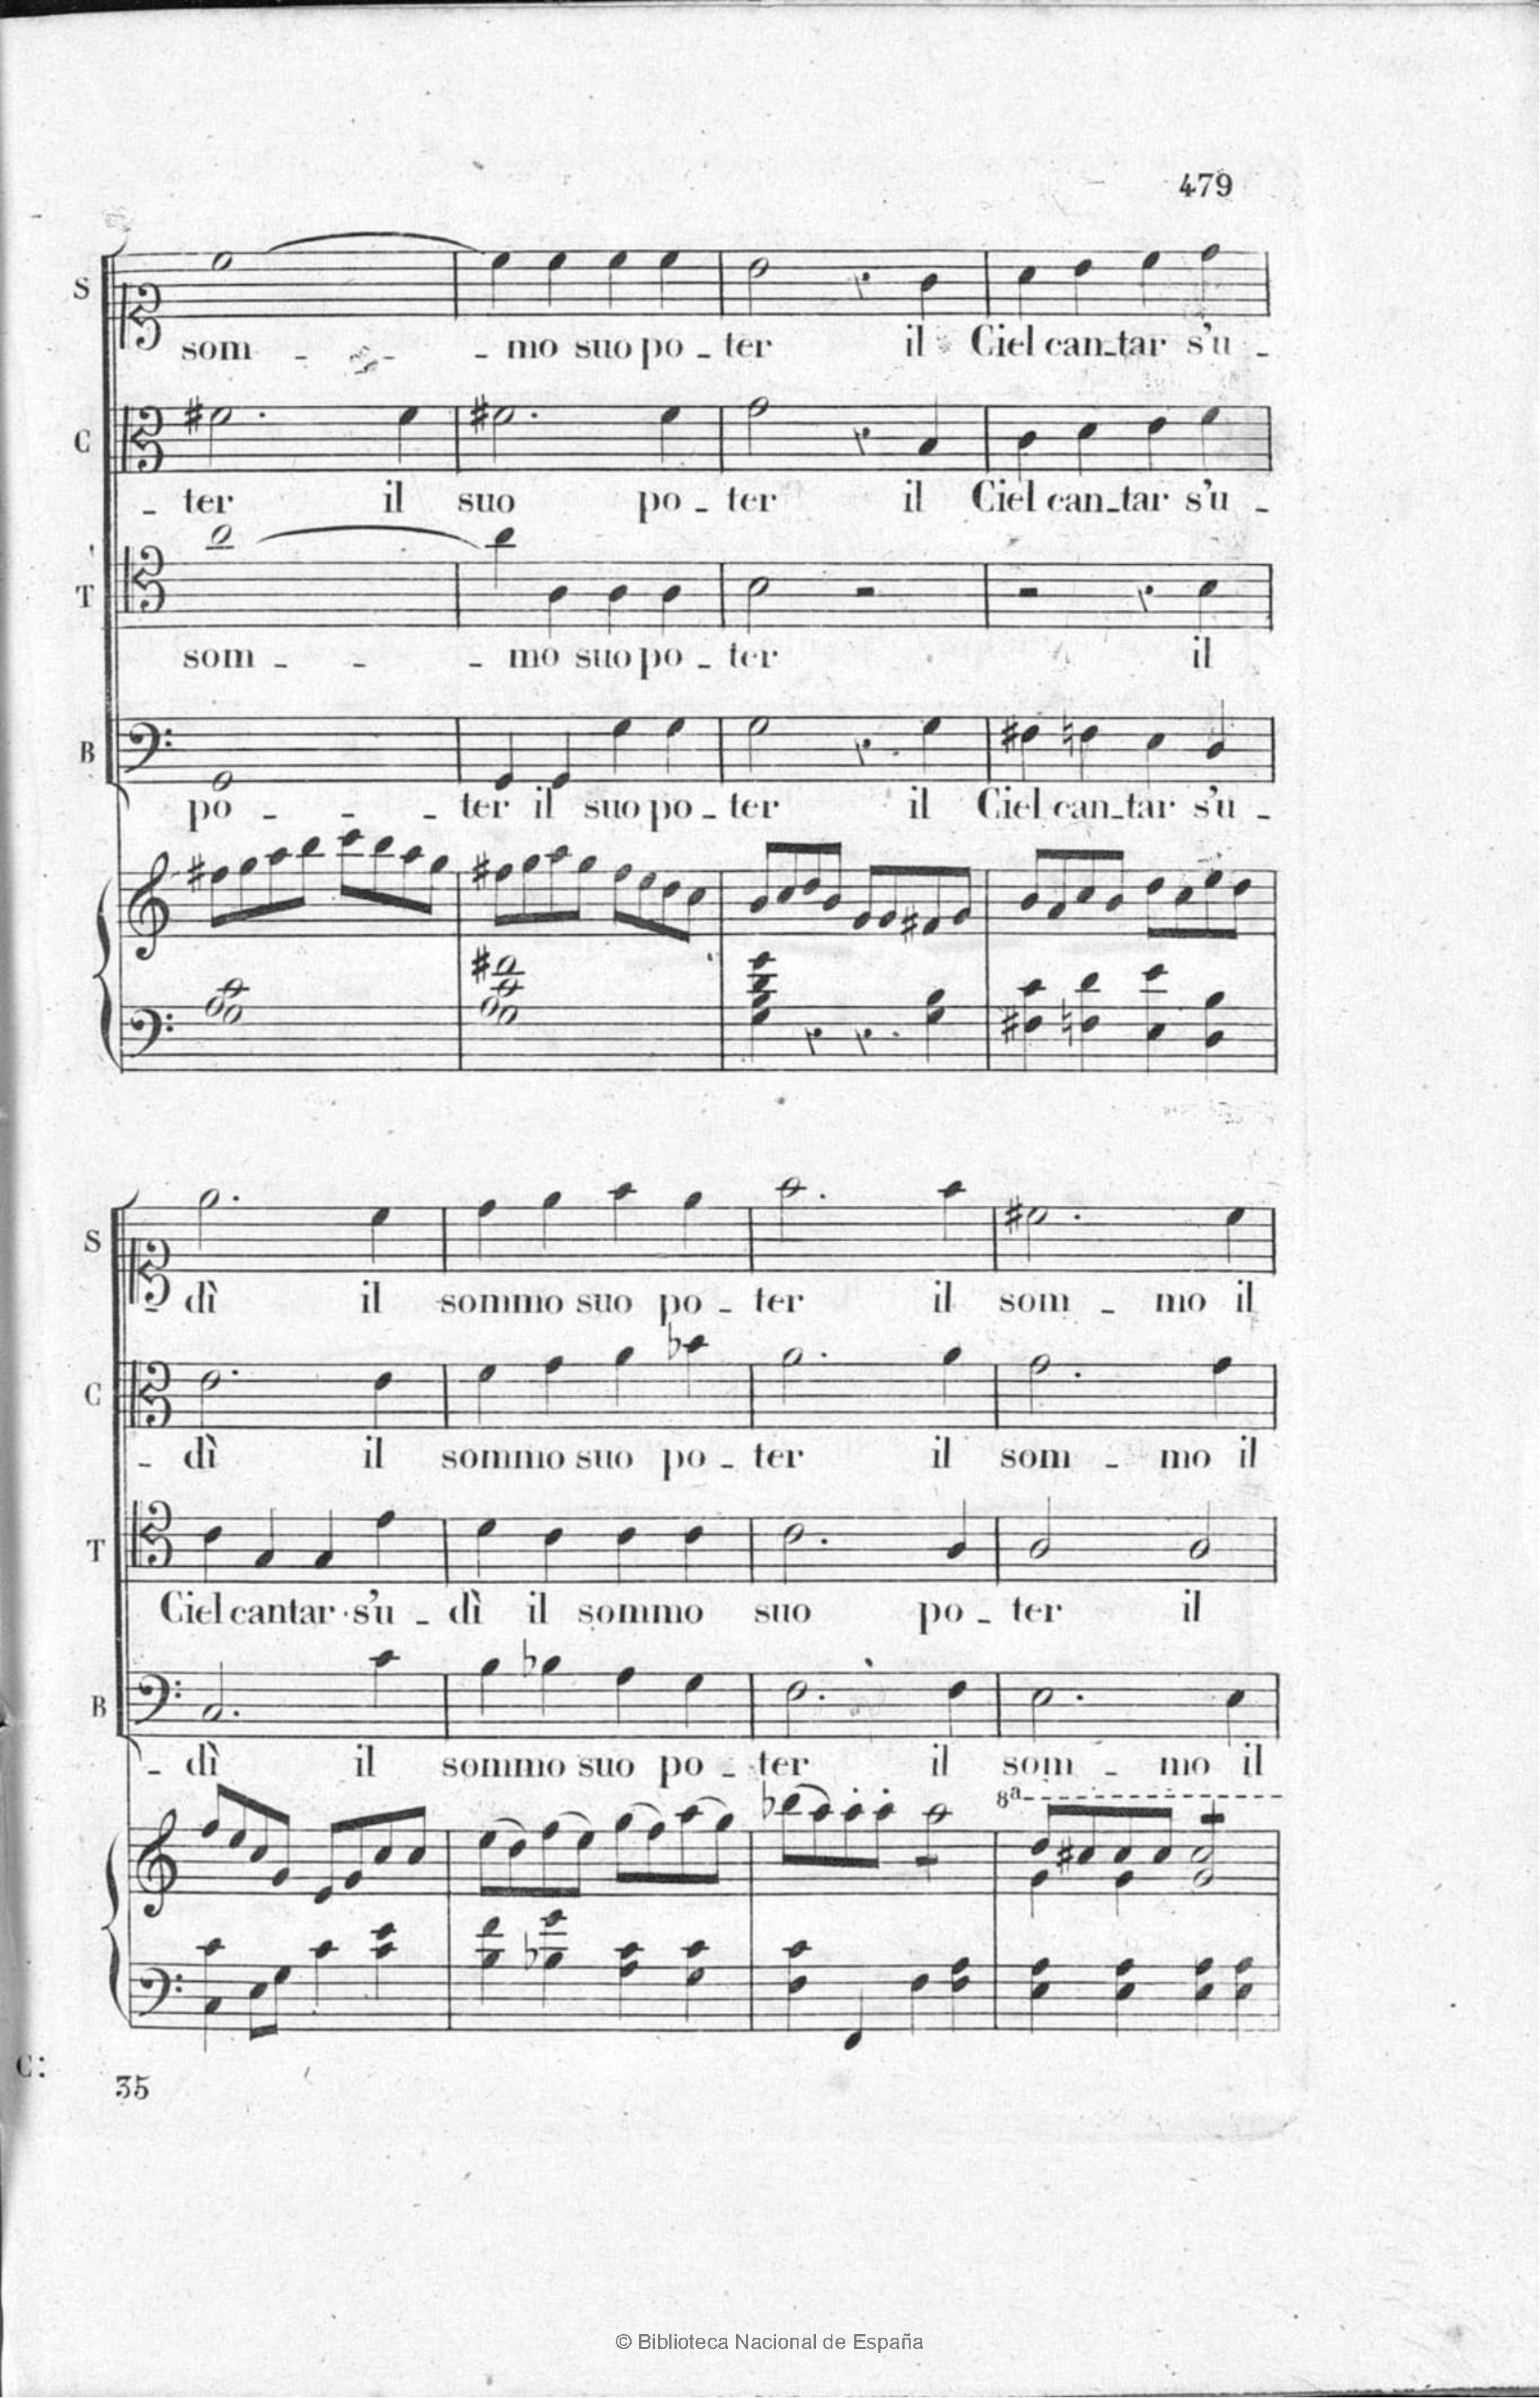 479
S
som - - - mo suo po - ter il Ciel can-tar s'u -
C
- ter il suo po - ter il Ciel can-tar s'u -
T
som - - - mo suo po - ter il
B
po - - - ter il suo po - ter il Ciel can-tar s'u -
S
dì il sommo suo po - ter il som - mo il
C
- dì il sommo suo po - ter il som - mo il
T
Ciel cantar s'u - dì il sommo suo po - ter il
B
- dì il sommo suo po - ter il som - mo il
8ª
C:
35
© Biblioteca Nacional de España